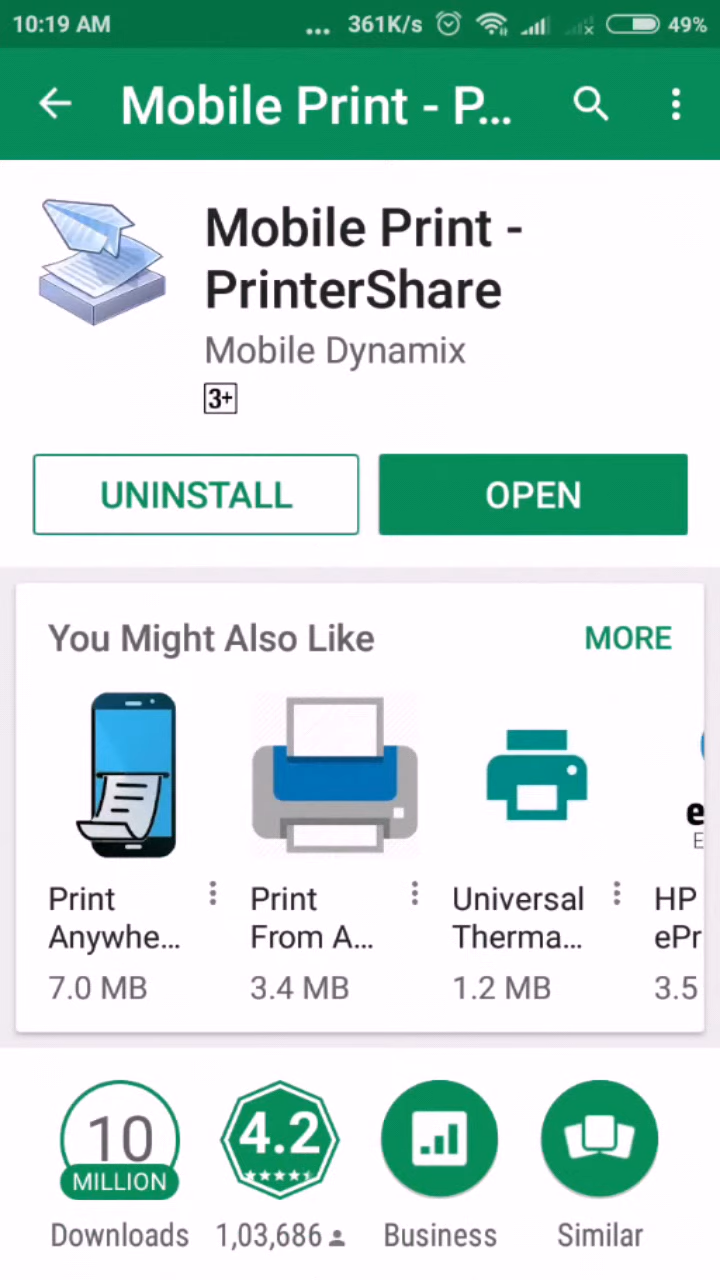 10:19 AM ... 361K/s 49%
Mobile Print - P...
Mobile Print -
PrinterShare
Mobile Dynamix
3+
UNINSTALL OPEN
You Might Also Like MORE
Print Print Universal HP
Anywhe... From A... Therma... ePr
7.0 MB 3.4 MB 1.2 MB 3.5
10 4.2
MILLION
Downloads 1,03,686 Business Similar